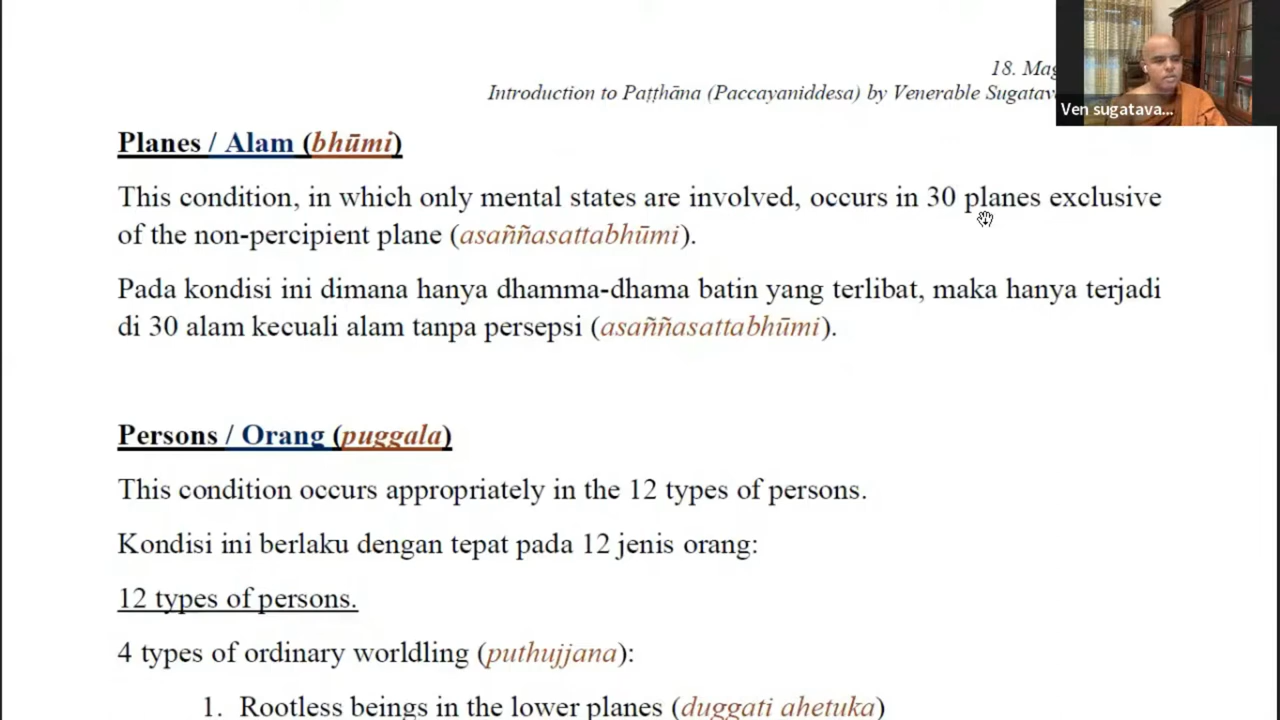 18. Mag
Introduction to Paṭṭhāna (Paccayaniddesa) by Venerable Sugatav
Ven sugatava...
Planes / Alam (bhūmi)
This condition, in which only mental states are involved, occurs in 30 planes exclusive
of the non-percipient plane (asaññasattabhūmi).
Pada kondisi ini dimana hanya dhamma-dhama batin yang terlibat, maka hanya terjadi
di 30 alam kecuali alam tanpa persepsi (asaññasattabhūmi).
Persons / Orang (puggala)
This condition occurs appropriately in the 12 types of persons.
Kondisi ini berlaku dengan tepat pada 12 jenis orang:
12 types of persons.
4 types of ordinary worldling (puthujjana):
1. Rootless beings in the lower planes (duggati ahetuka)